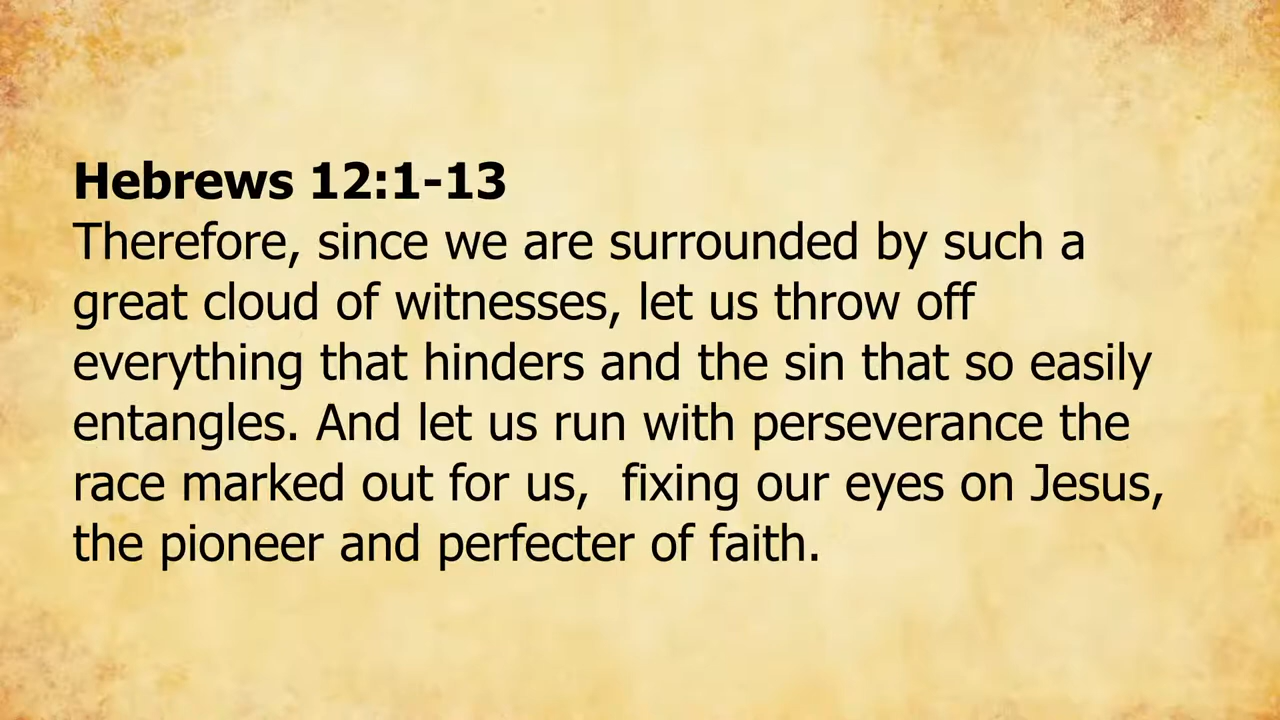 Hebrews 12:1-13
Therefore, since we are surrounded by such a
great cloud of witnesses, let us throw off
everything that hinders and the sin that so easily
entangles. And let us run with perseverance the
race marked out for us,  fixing our eyes on Jesus,
the pioneer and perfecter of faith.